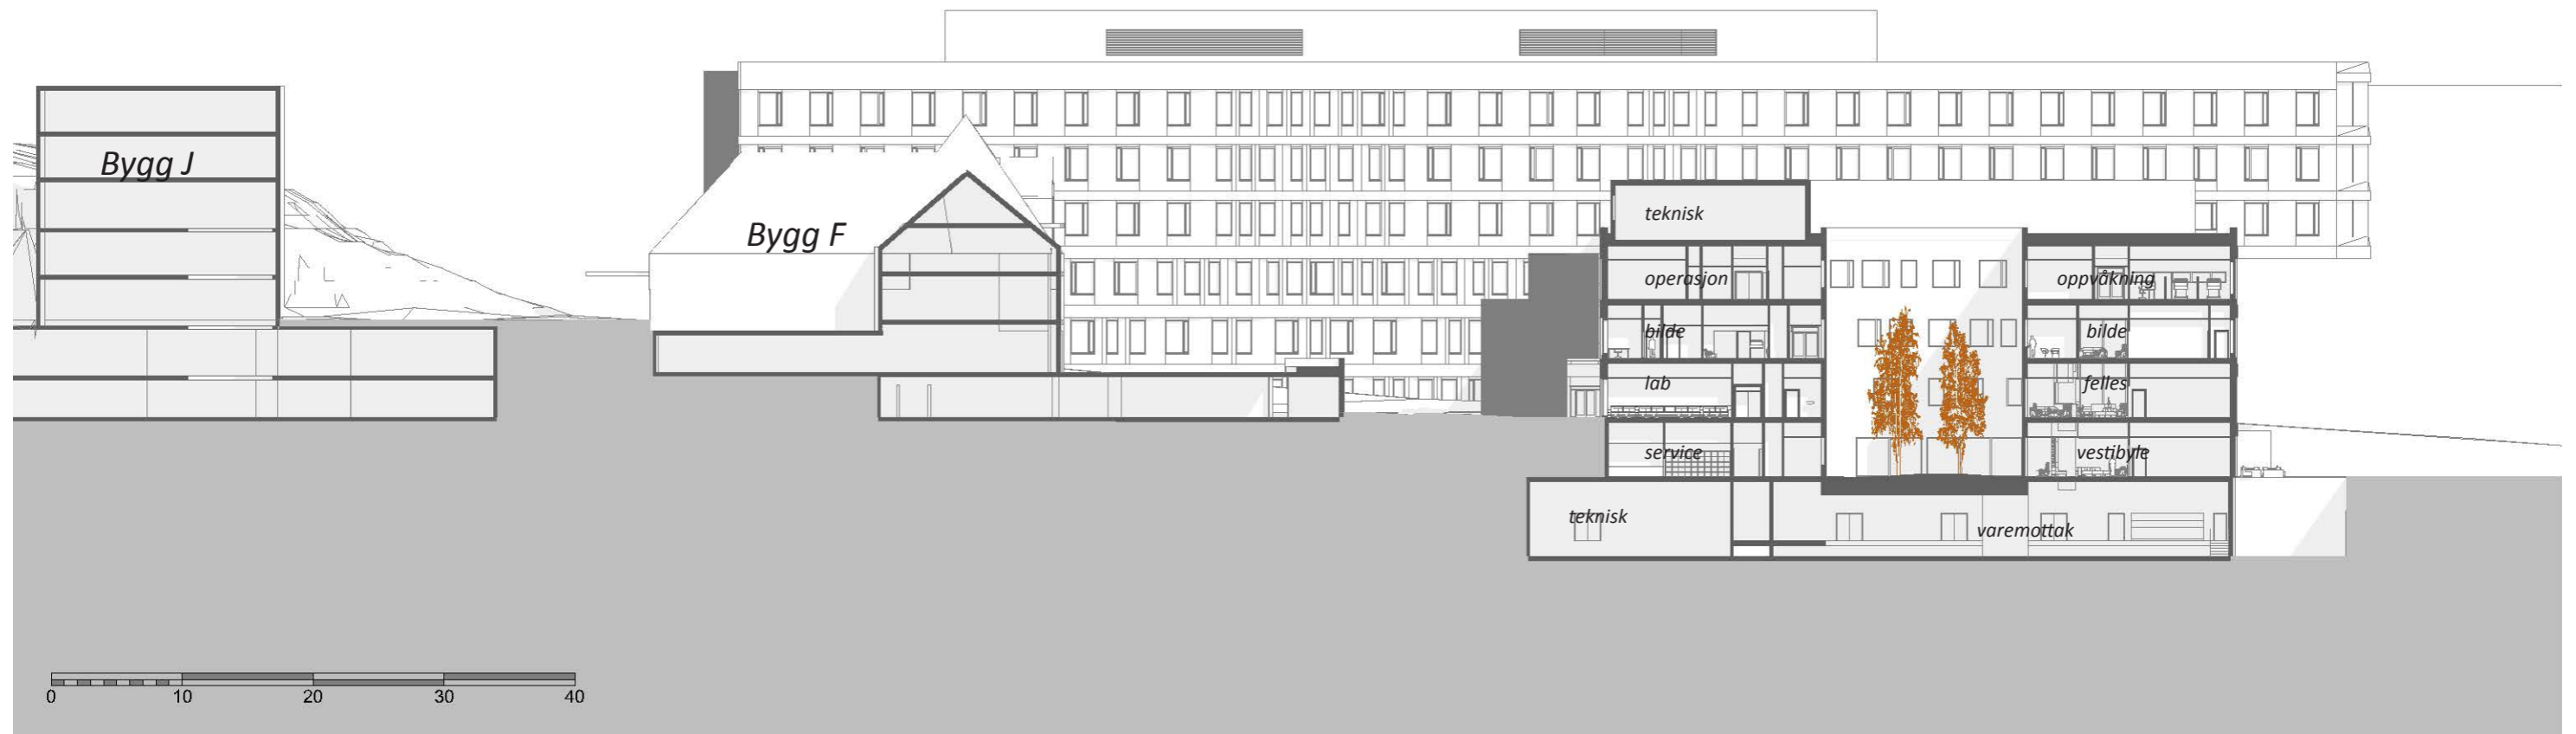 Bygg J
Bygg F
teknisk
operasjon
oppvåkning
bilde
bilde
lab
felles
service
vestibyle
teknisk
varemottak
0 10 20 30 40